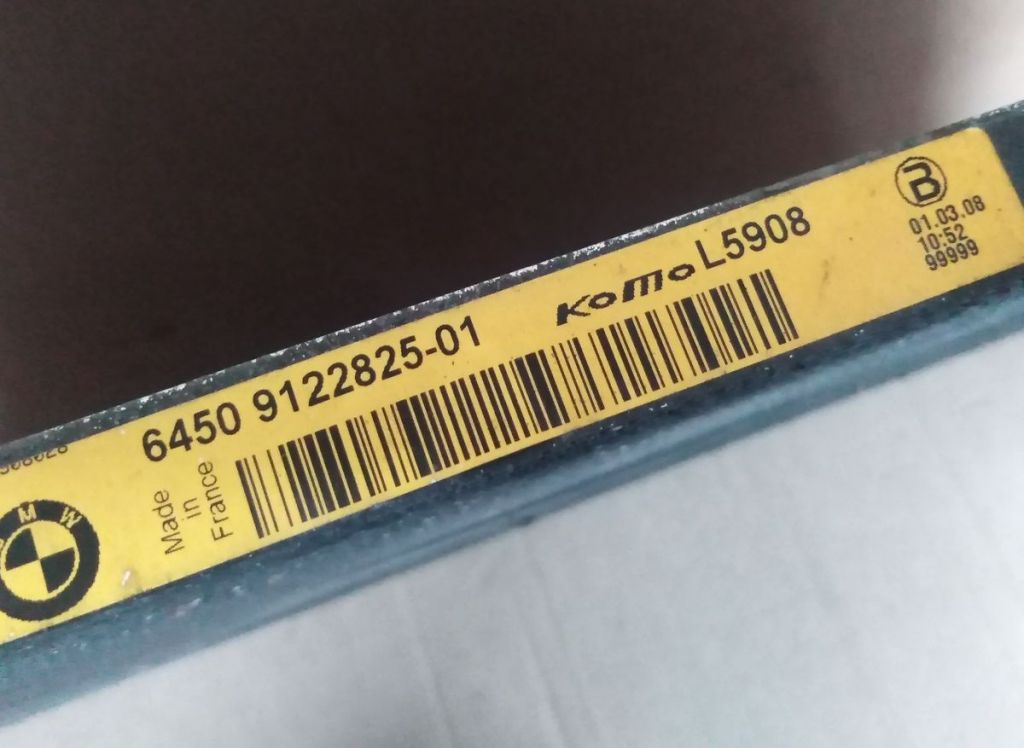 6450 9122825-01
KoMo L5908
B
01.03.08
10:52
99999
Made
in
France
BMW